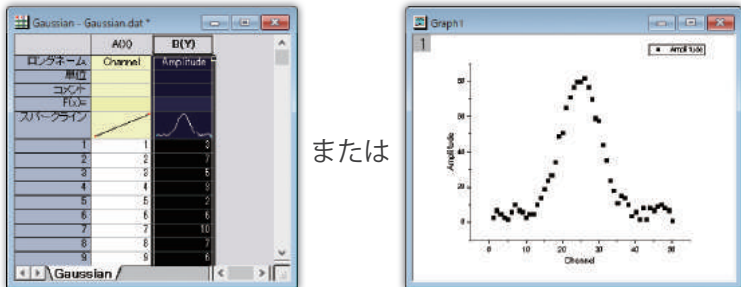 Gaussian - Gaussian.dat *
A(X) B(Y)
ロングネーム Channel Amplitude
単位
コメント
F(x)=
スパークライン
1 1 3
2 2 7
3 3 5
4 4 3
5 5 2
6 6 6
7 7 10
8 8 7
9 9 6
Gaussian
または
Graph1
1
Amplitude
Amplitude
80
60
40
20
0
0 10 20 30 40 50
Channel